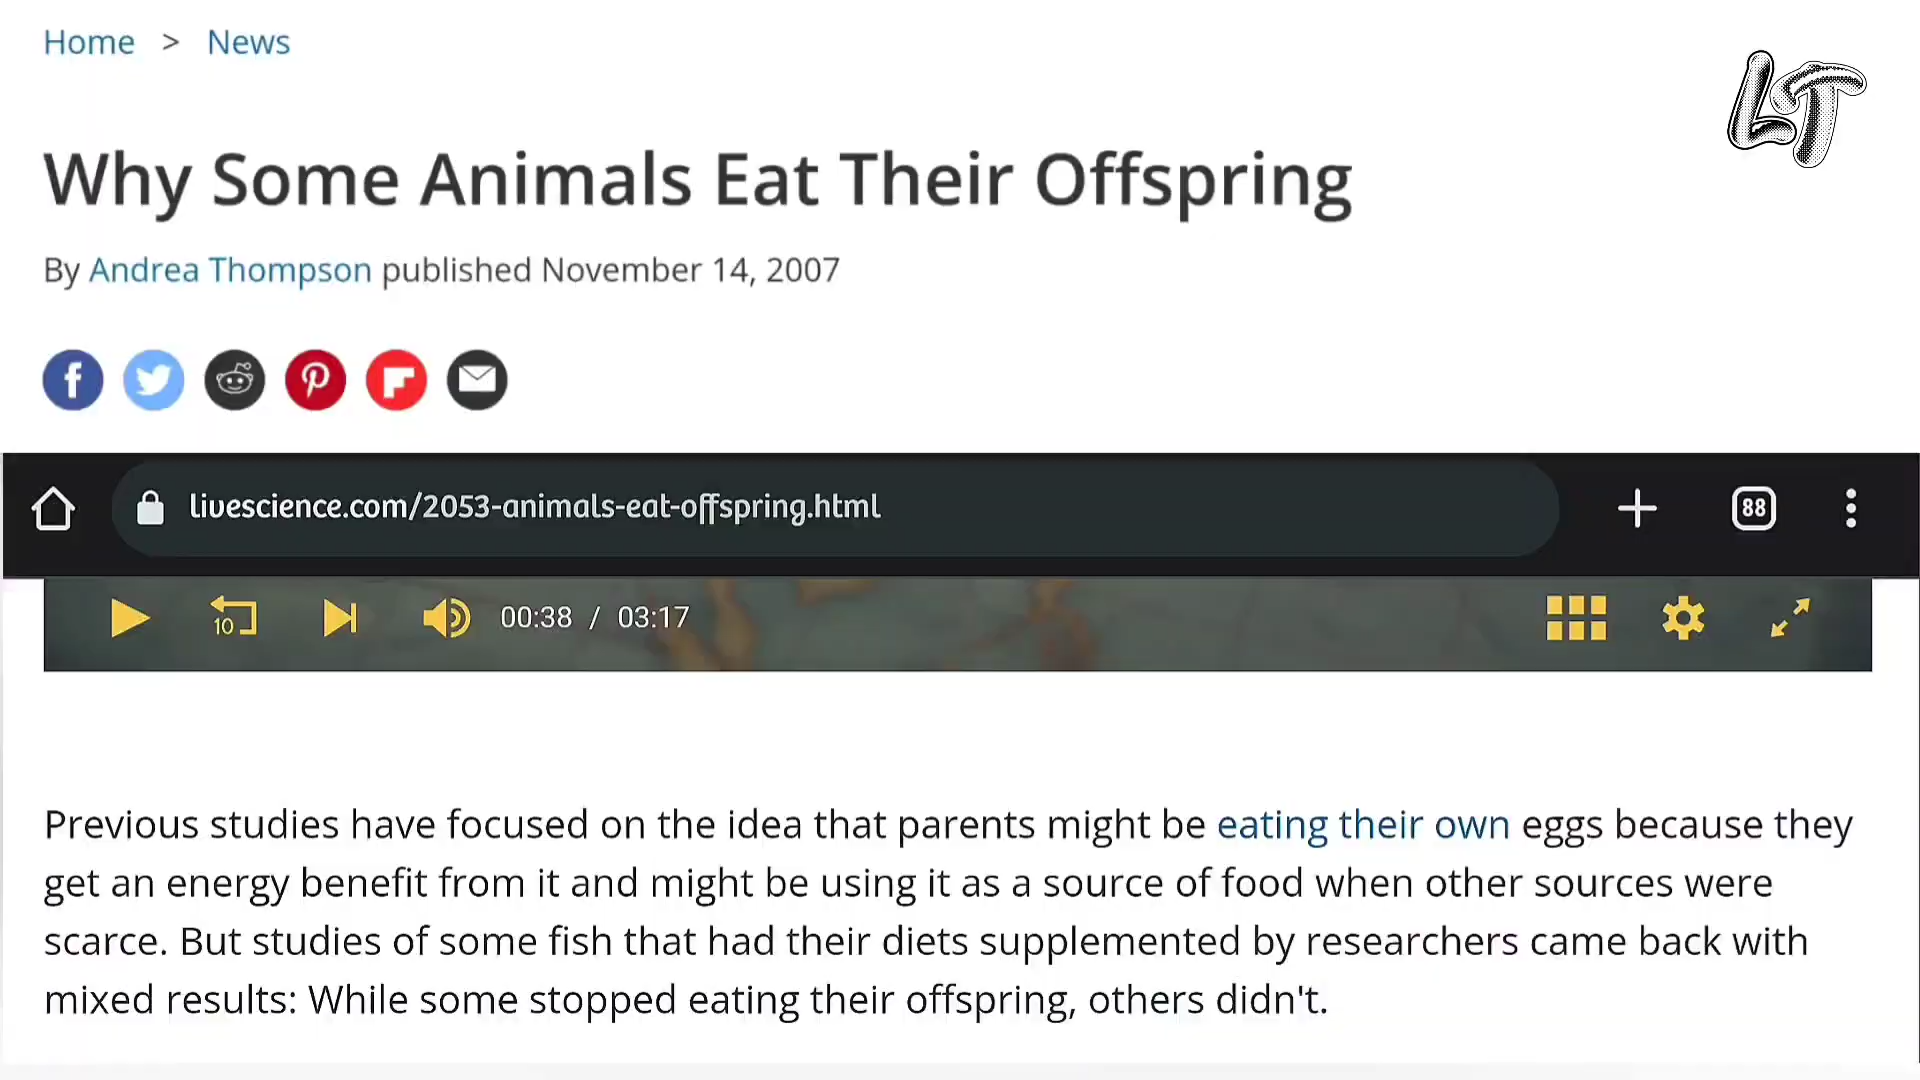 Home > News
LT
Why Some Animals Eat Their Offspring
By Andrea Thompson published November 14, 2007
livescience.com/2053-animals-eat-offspring.html
88
10
00:38 / 03:17
Previous studies have focused on the idea that parents might be eating their own eggs because they
get an energy benefit from it and might be using it as a source of food when other sources were
scarce. But studies of some fish that had their diets supplemented by researchers came back with
mixed results: While some stopped eating their offspring, others didn't.